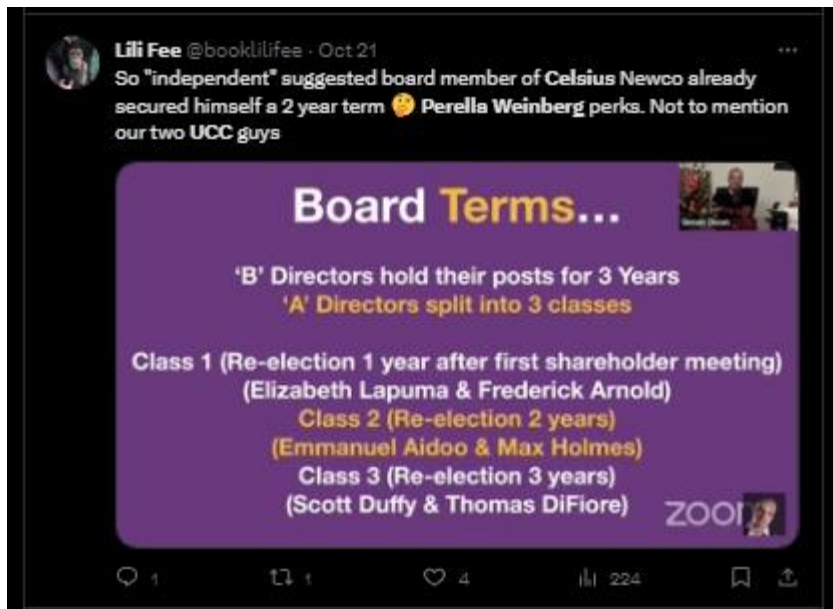 Lili Fee @booklilifee · Oct 21
So "independent" suggested board member of Celsius Newco already
secured himself a 2 year term 🤔 Perella Weinberg perks. Not to mention
our two UCC guys
Board Terms...
‘B’ Directors hold their posts for 3 Years
‘A’ Directors split into 3 classes
Class 1 (Re-election 1 year after first shareholder meeting)
(Elizabeth Lapuma & Frederick Arnold)
Class 2 (Re-election 2 years)
(Emmanuel Aidoo & Max Holmes)
Class 3 (Re-election 3 years)
(Scott Duffy & Thomas DiFiore)
1 1 4 224